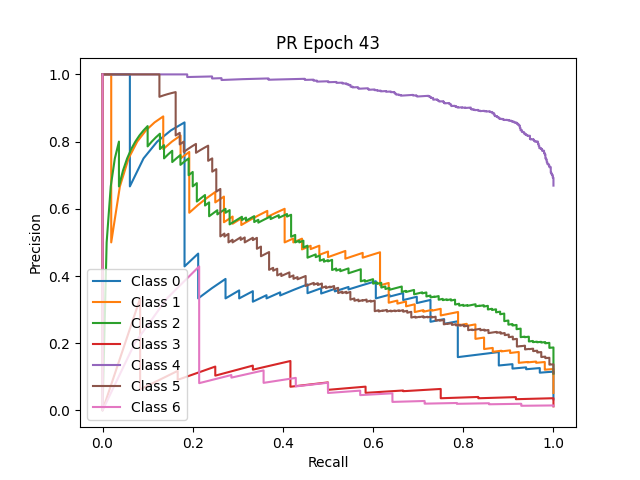 PR Epoch 43
1.0
0.8
0.6
0.4
0.2
0.0
Precision
Class 0
Class 1
Class 2
Class 3
Class 4
Class 5
Class 6
0.0 0.2 0.4 0.6 0.8 1.0
Recall